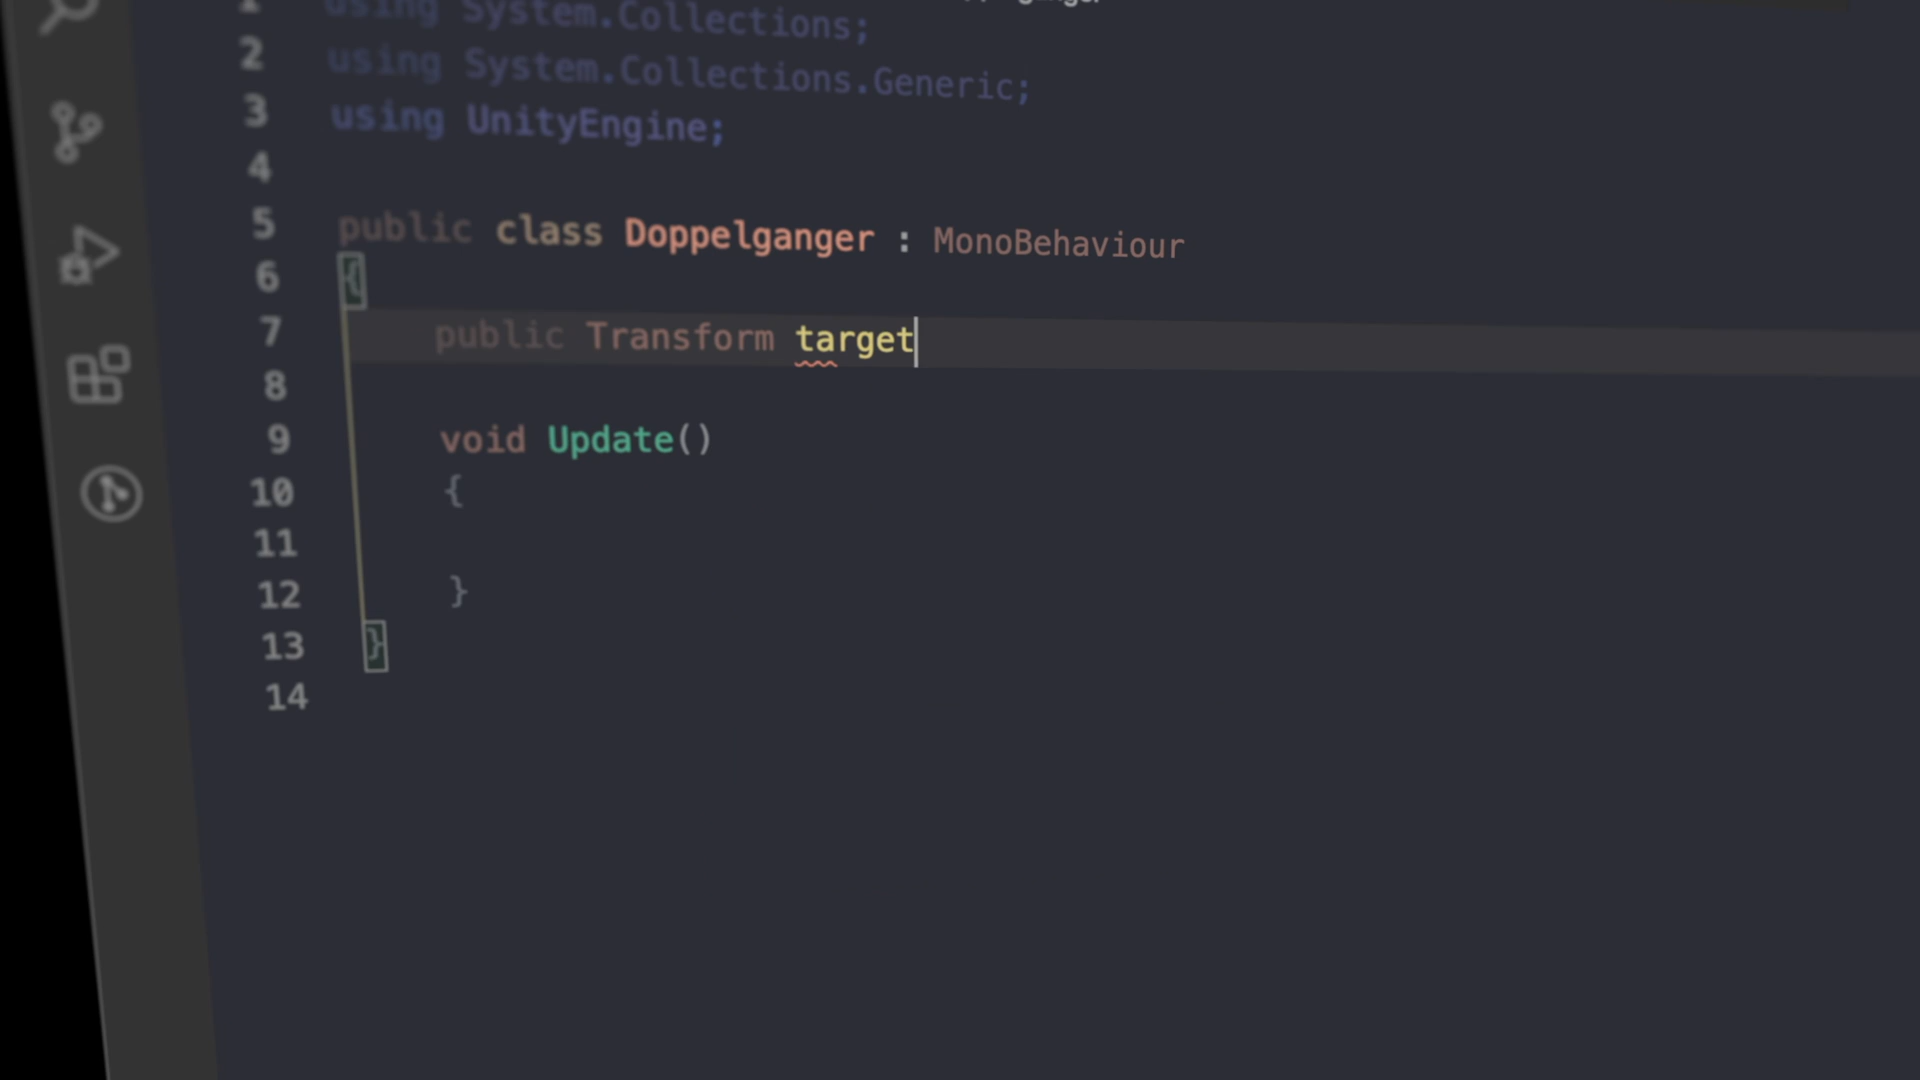 1 using System.Collections;
2 using System.Collections.Generic;
3 using UnityEngine;
4
5 public class Doppelganger : MonoBehaviour
6 {
7 public Transform target
8
9 void Update()
10 {
11
12 }
13 }
14